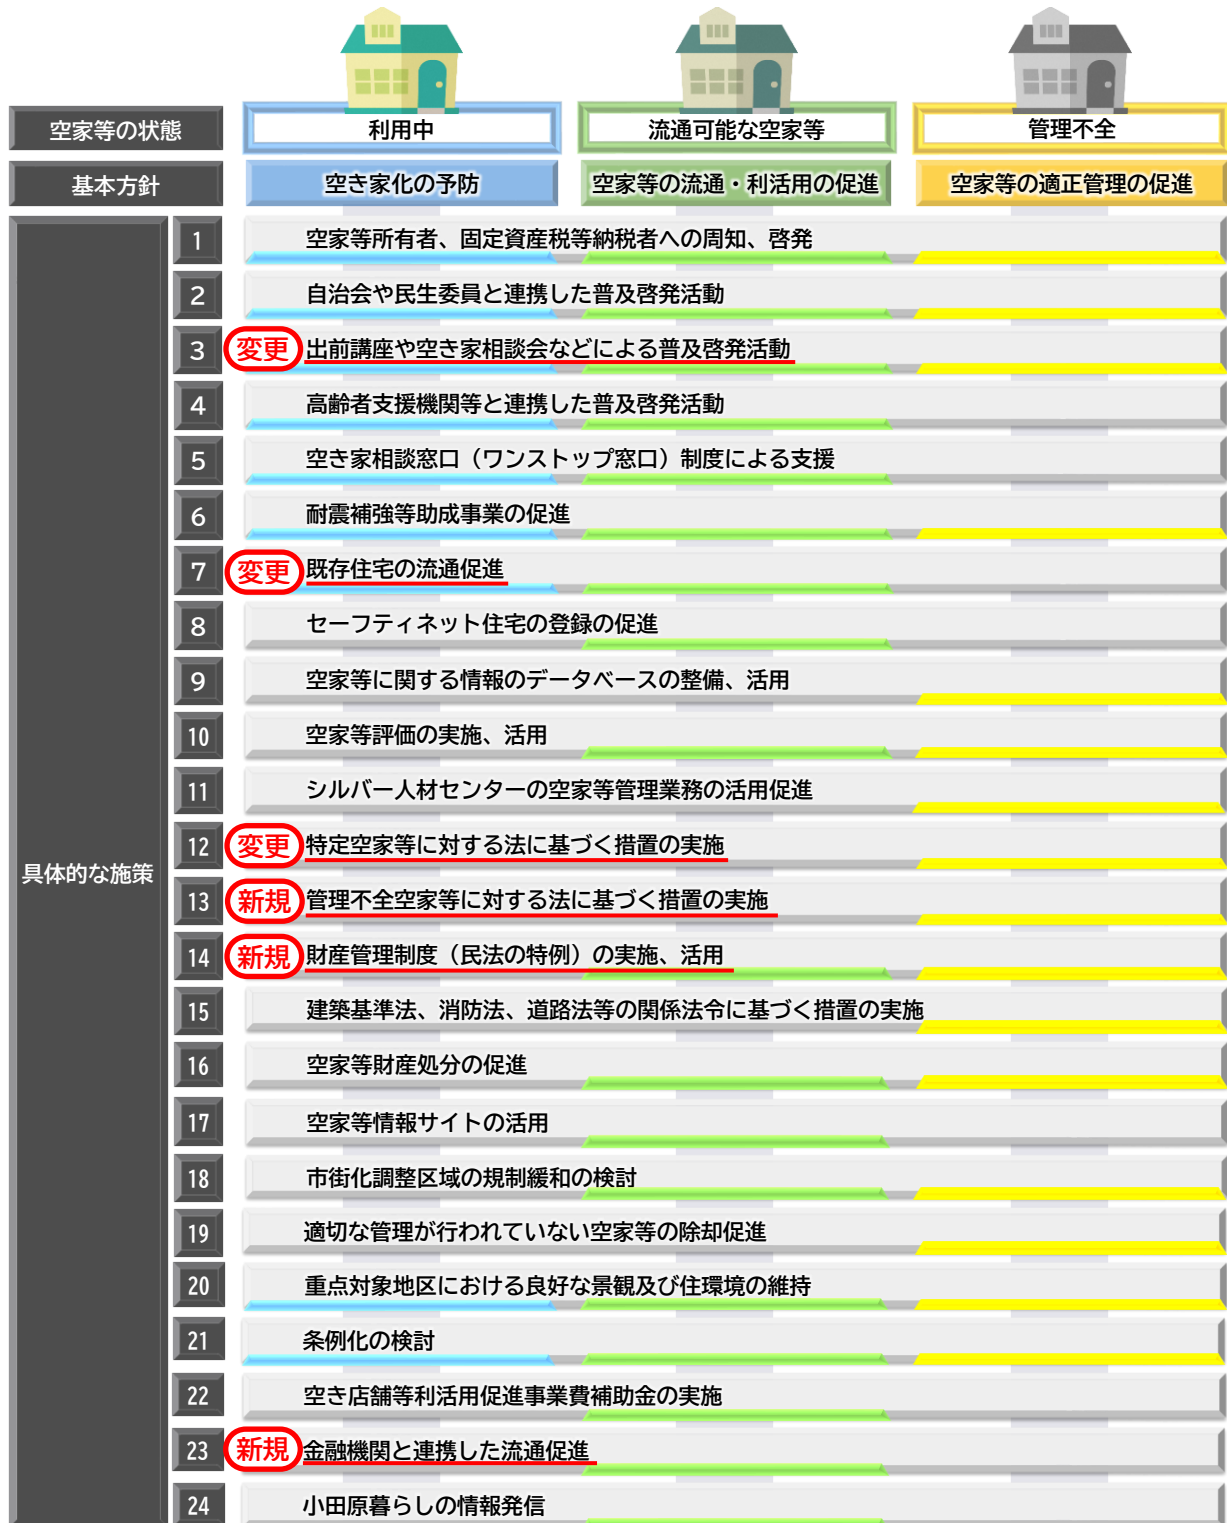 空家等の状態
利用中
流通可能な空家等
管理不全
基本方針
空き家化の予防
空家等の流通・利活用の促進
空家等の適正管理の促進
具体的な施策
1 空家等所有者、固定資産税等納税者への周知、啓発
2 自治会や民生委員と連携した普及啓発活動
3 変更 出前講座や空き家相談会などによる普及啓発活動
4 高齢者支援機関等と連携した普及啓発活動
5 空き家相談窓口（ワンストップ窓口）制度による支援
6 耐震補強等助成事業の促進
7 変更 既存住宅の流通促進
8 セーフティネット住宅の登録の促進
9 空家等に関する情報のデータベースの整備、活用
10 空家等評価の実施、活用
11 シルバー人材センターの空家等管理業務の活用促進
12 変更 特定空家等に対する法に基づく措置の実施
13 新規 管理不全空家等に対する法に基づく措置の実施
14 新規 財産管理制度（民法の特例）の実施、活用
15 建築基準法、消防法、道路法等の関係法令に基づく措置の実施
16 空家等財産処分の促進
17 空家等情報サイトの活用
18 市街化調整区域の規制緩和の検討
19 適切な管理が行われていない空家等の除却促進
20 重点対象地区における良好な景観及び住環境の維持
21 条例化の検討
22 空き店舗等利活用促進事業費補助金の実施
23 新規 金融機関と連携した流通促進
24 小田原暮らしの情報発信